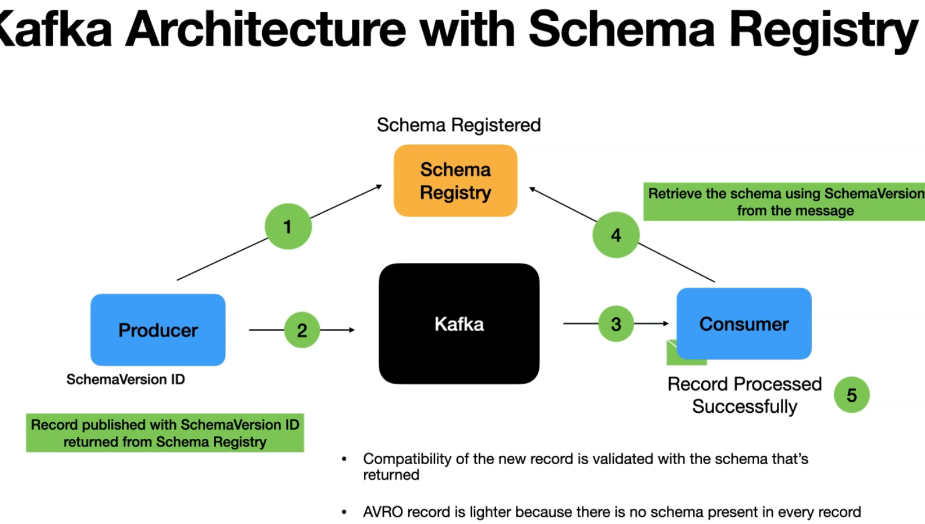 Kafka Architecture with Schema Registry
Schema Registered
Schema
Registry
Retrieve the schema using SchemaVersion
from the message
1
4
Producer
2
Kafka
3
Consumer
SchemaVersion ID
Record Processed
Successfully
5
Record published with SchemaVersion ID
returned from Schema Registry
• Compatibility of the new record is validated with the schema that's
returned
• AVRO record is lighter because there is no schema present in every record